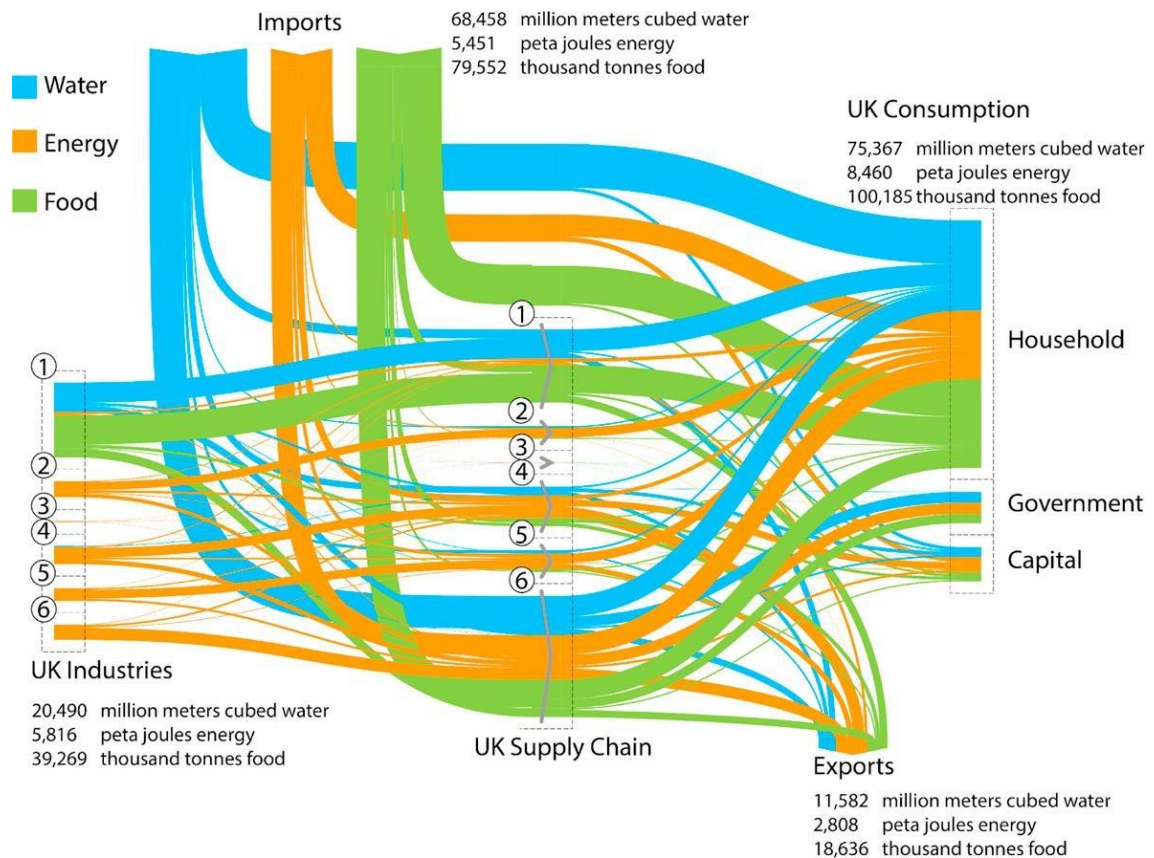 Imports
68,458 million meters cubed water
5,451 peta joules energy
79,552 thousand tonnes food
Water
Energy
Food
UK Consumption
75,367 million meters cubed water
8,460 peta joules energy
100,185 thousand tonnes food
1
2
3
4
5
6
1
2
3
4
5
6
Household
Government
Capital
UK Industries
20,490 million meters cubed water
5,816 peta joules energy
39,269 thousand tonnes food
UK Supply Chain
Exports
11,582 million meters cubed water
2,808 peta joules energy
18,636 thousand tonnes food